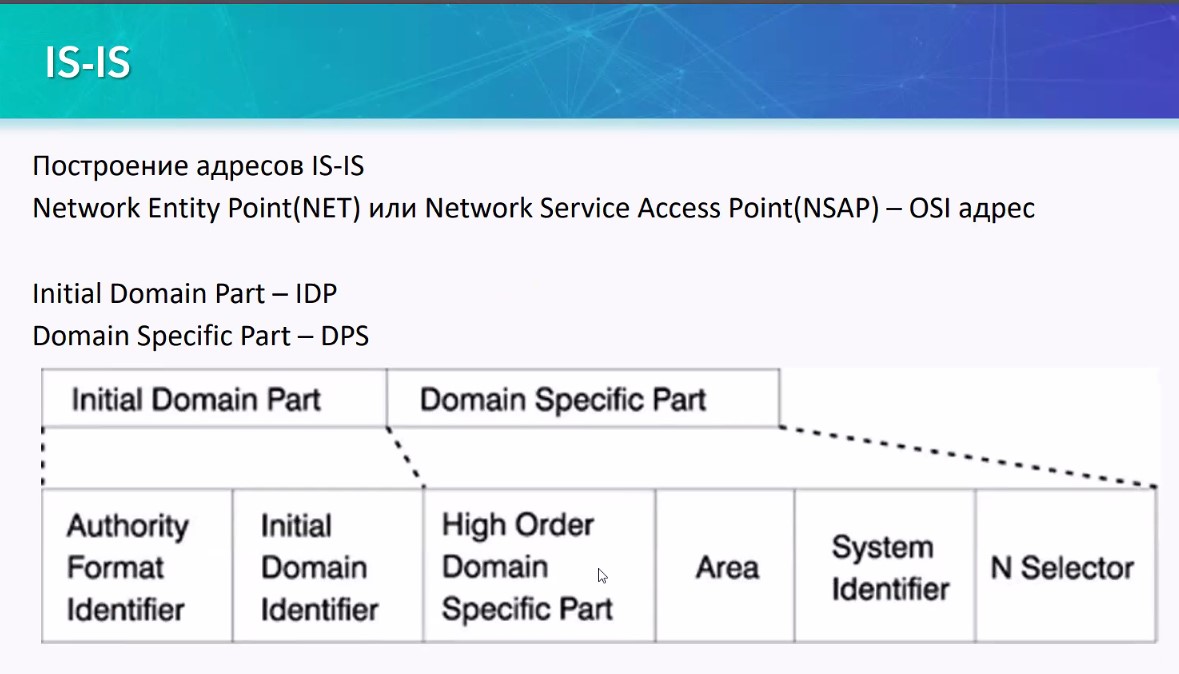 IS-IS
Построение адресов IS-IS
Network Entity Point(NET) или Network Service Access Point(NSAP) – OSI адрес
Initial Domain Part – IDP
Domain Specific Part – DPS
Initial Domain Part
Domain Specific Part
Authority
Format
Identifier
Initial
Domain
Identifier
High Order
Domain
Specific Part
Area
System
Identifier
N Selector